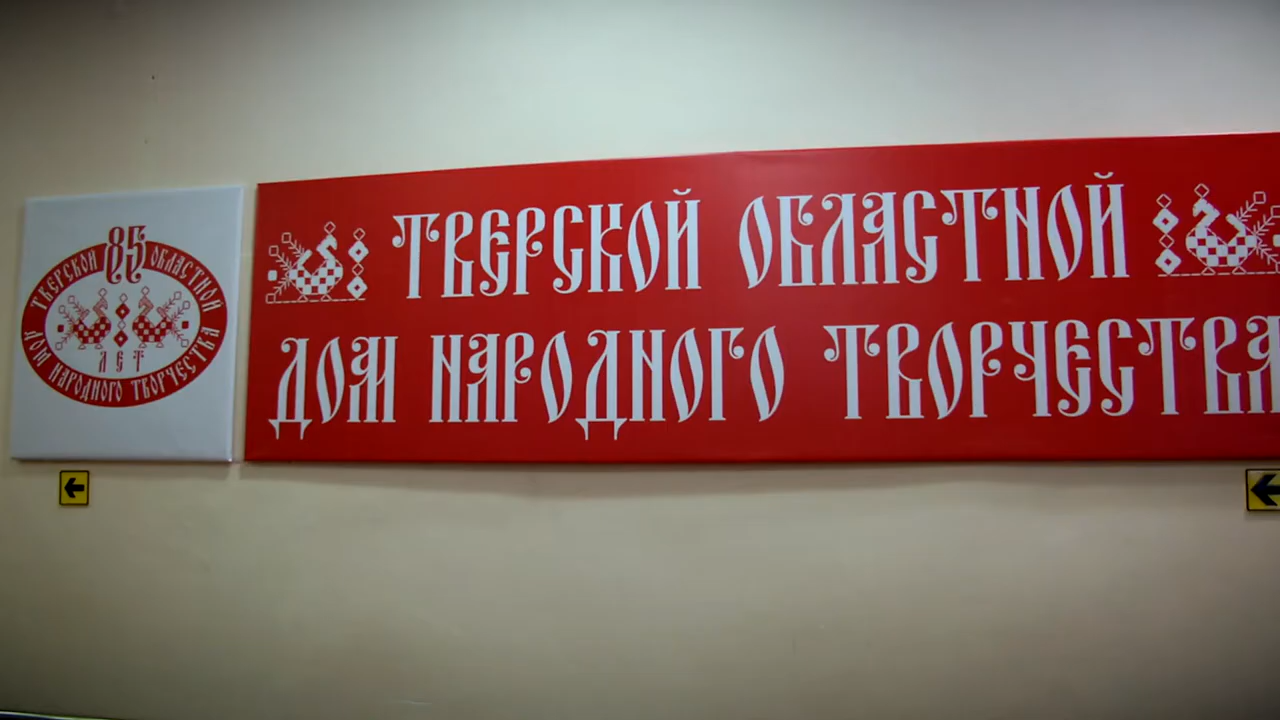 ТВЕРСКОЙ 85 ОБЛАСТНОЙ
ЛЕТ
ДОМ НАРОДНОГО ТВОРЧЕСТВА
ТВЕРСКОЙ ОБЛАСТНОЙ
ДОМ НАРОДНОГО ТВОРЧЕСТВА